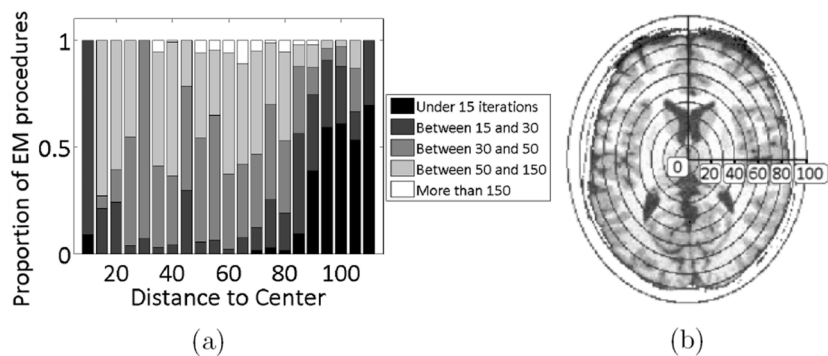 Proportion of EM procedures
1
0.5
0
20 40 60 80 100
Distance to Center
Under 15 iterations
Between 15 and 30
Between 30 and 50
Between 50 and 150
More than 150
(a)
0 20 40 60 80 100
(b)